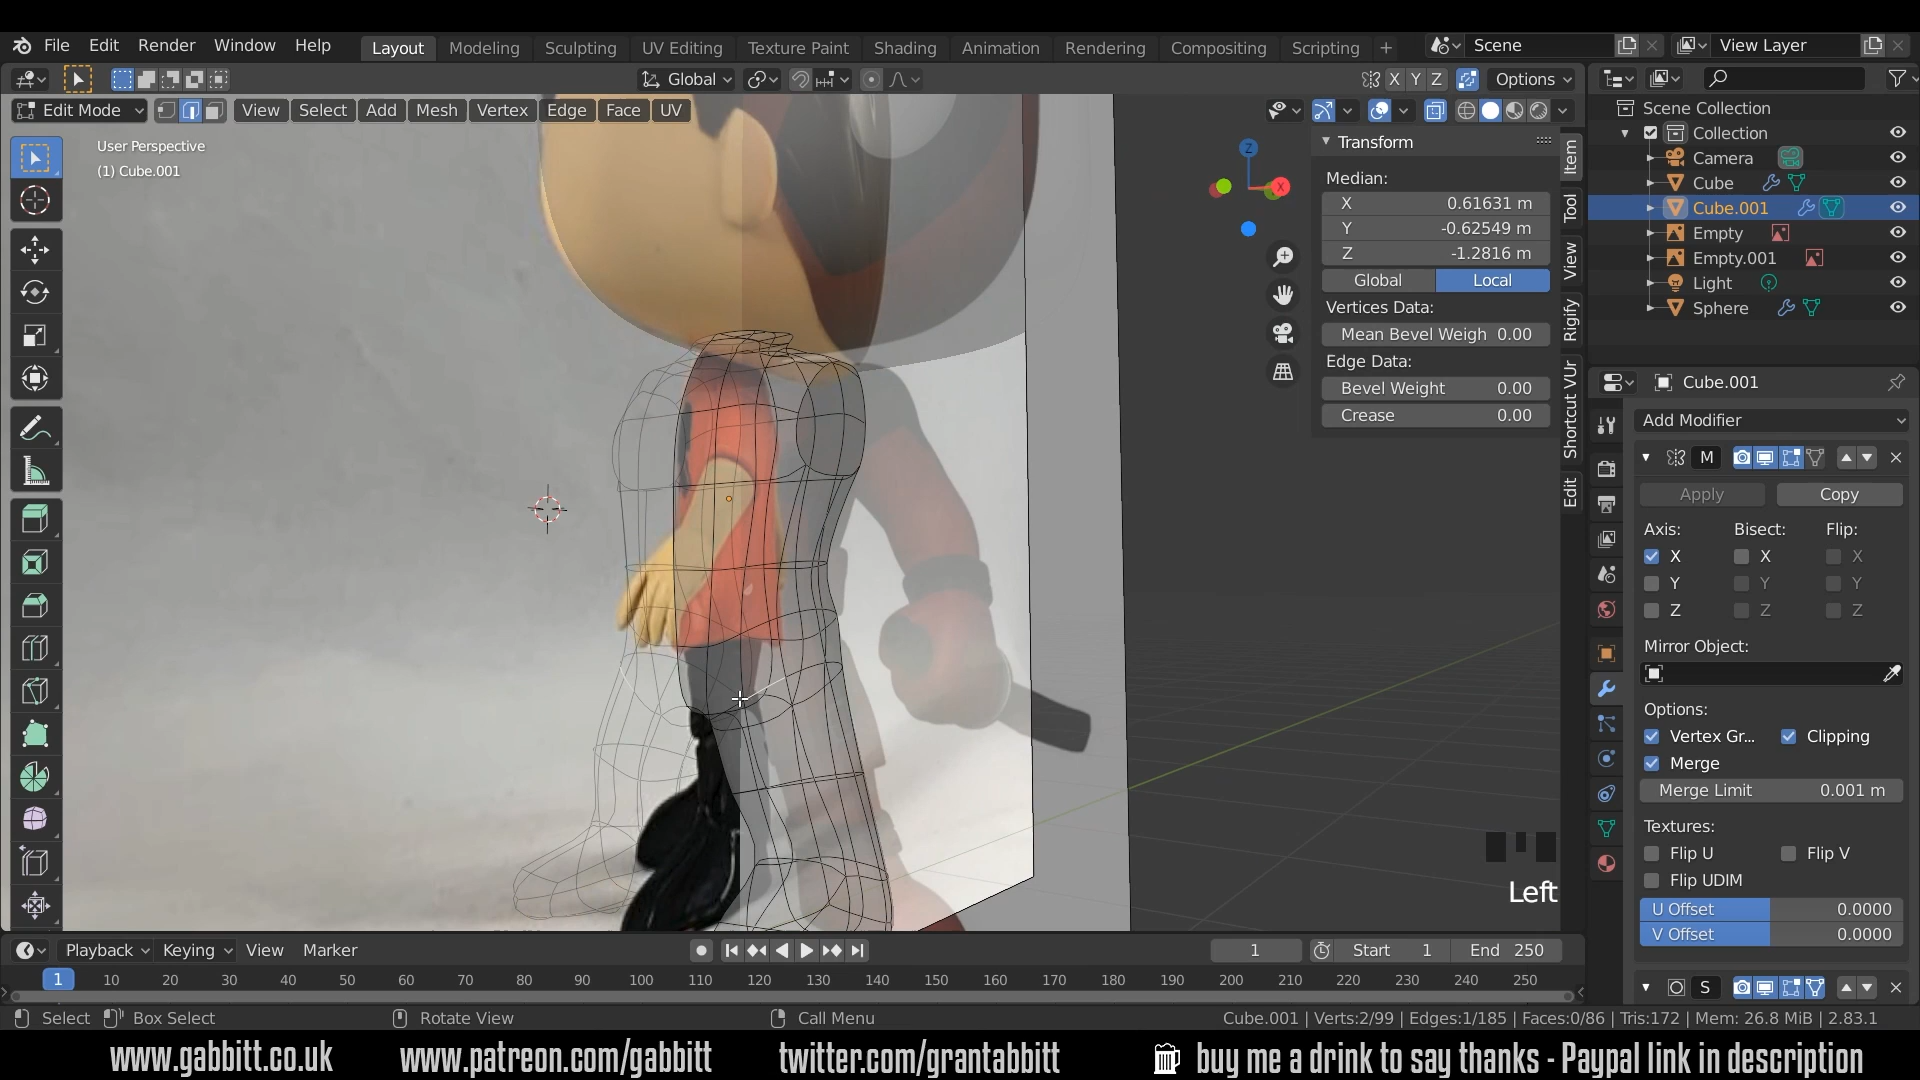 File Edit Render Window Help Layout Modeling Sculpting UV Editing Texture Paint Shading Animation Rendering Compositing Scripting + Scene View Layer
Global X Y Z Options
Edit Mode View Select Add Mesh Vertex Edge Face UV
User Perspective
(1) Cube.001
Z
X
Transform
Median:
X 0.61631 m
Y -0.62549 m
Z -1.2816 m
Global Local
Vertices Data:
Mean Bevel Weigh 0.00
Edge Data:
Bevel Weight 0.00
Crease 0.00
Item
Tool
View
Rigify
Shortcut VUr
Edit
Left
Scene Collection
Collection
Camera
Cube
Cube.001
Empty
Empty.001
Light
Sphere
Cube.001
Add Modifier
M
Apply Copy
Axis: Bisect: Flip:
X X X
Y Y Y
Z Z Z
Mirror Object:
Options:
Vertex Gr... Clipping
Merge
Merge Limit 0.001 m
Textures:
Flip U Flip V
Flip UDIM
U Offset 0.0000
V Offset 0.0000
S
Playback Keying View Marker 1 Start 1 End 250
1 10 20 30 40 50 60 70 80 90 100 110 120 130 140 150 160 170 180 190 200 210 220 230 240 250
Select Box Select Rotate View Call Menu Cube.001 | Verts:2/99 | Edges:1/185 | Faces:0/86 | Tris:172 | Mem: 26.8 MiB | 2.83.1
www.gabbitt.co.uk www.patreon.com/gabbitt twitter.com/grantabbitt buy me a drink to say thanks - Paypal link in description